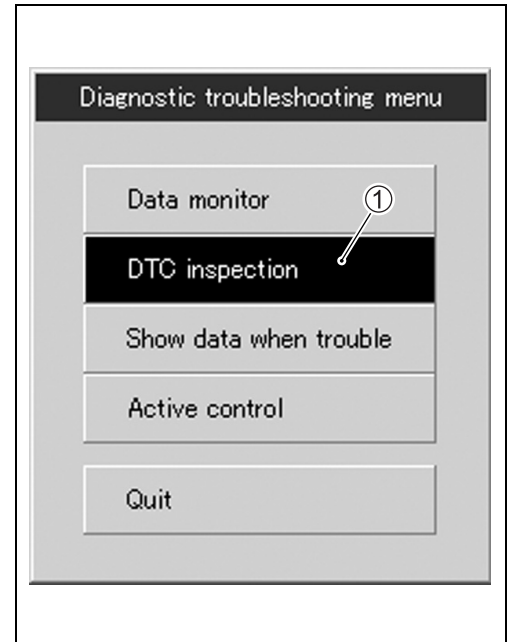 Diagnostic troubleshooting menu
Data monitor
①
DTC inspection
Show data when trouble
Active control
Quit